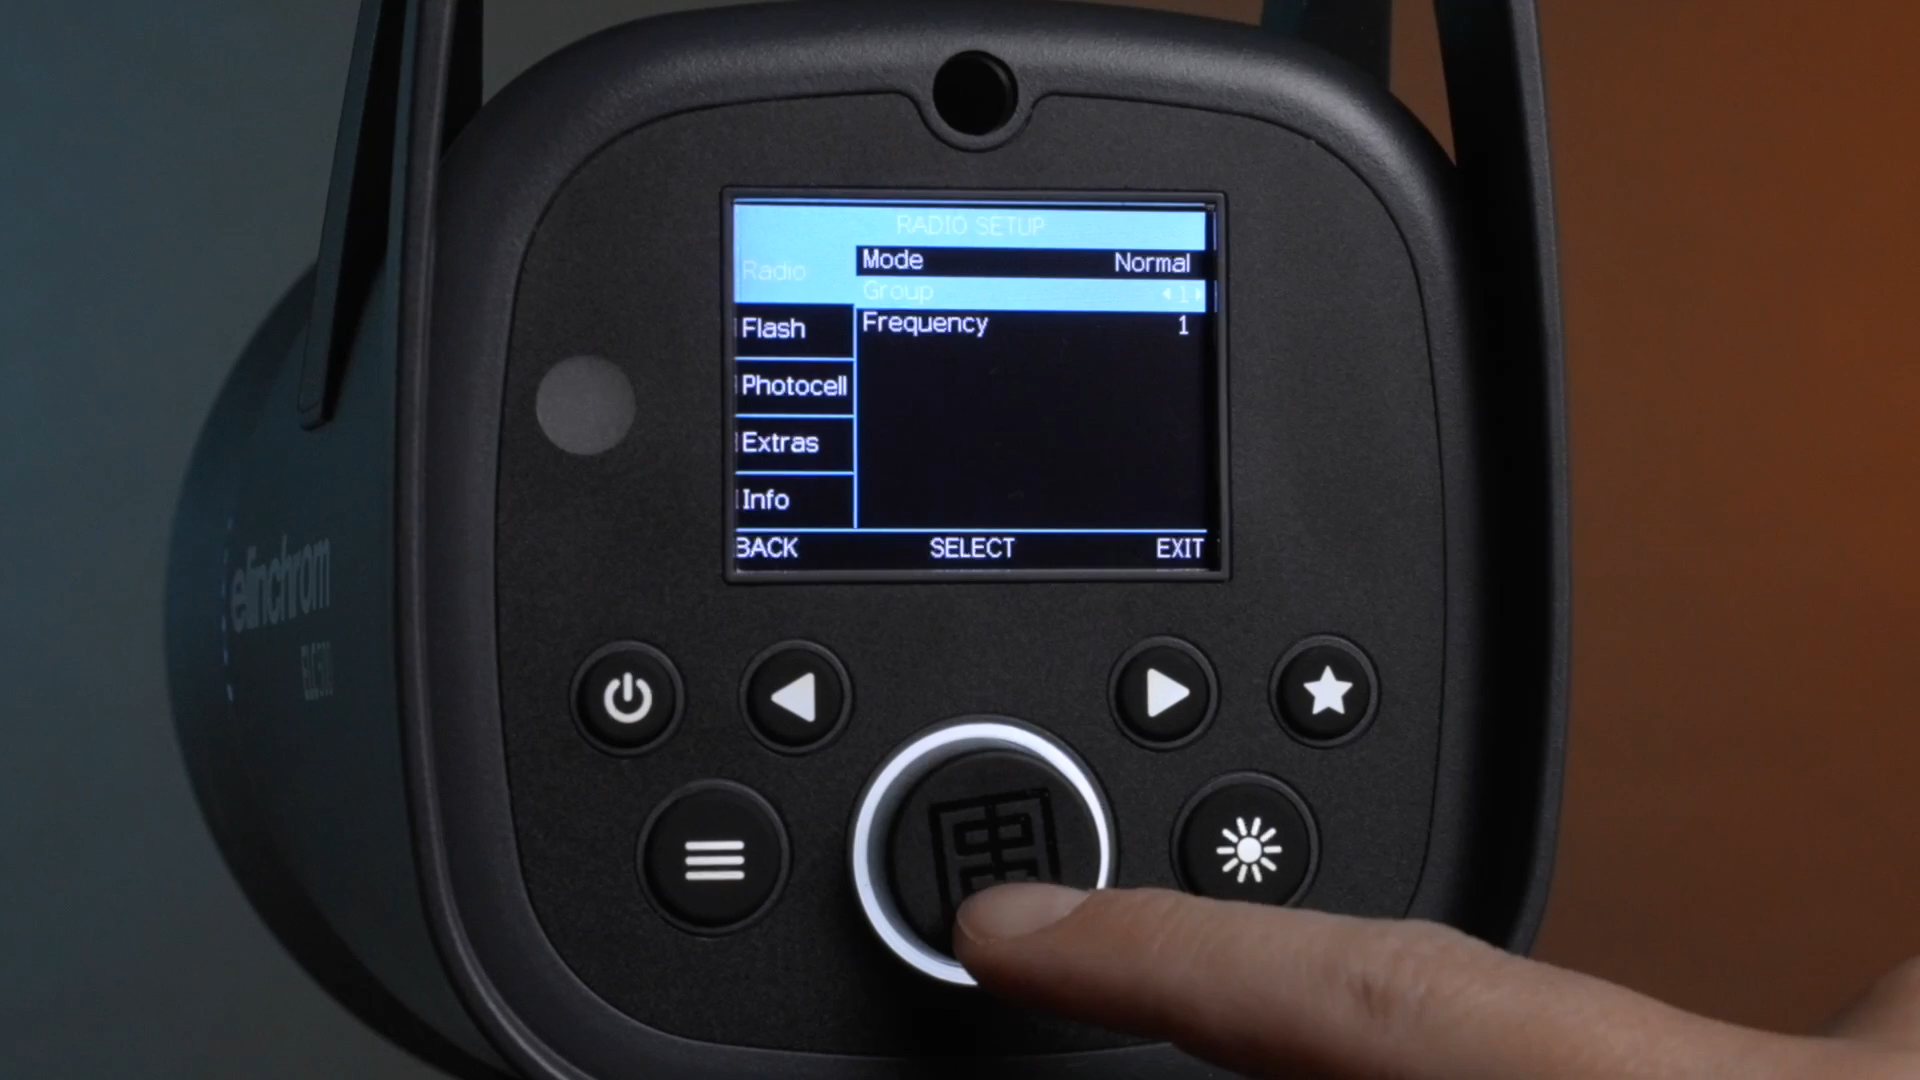 RADIO SETUP
Radio
Mode Normal
Group 1
Flash
Frequency 1
Photocell
Extras
Info
BACK SELECT EXIT
elinchrom